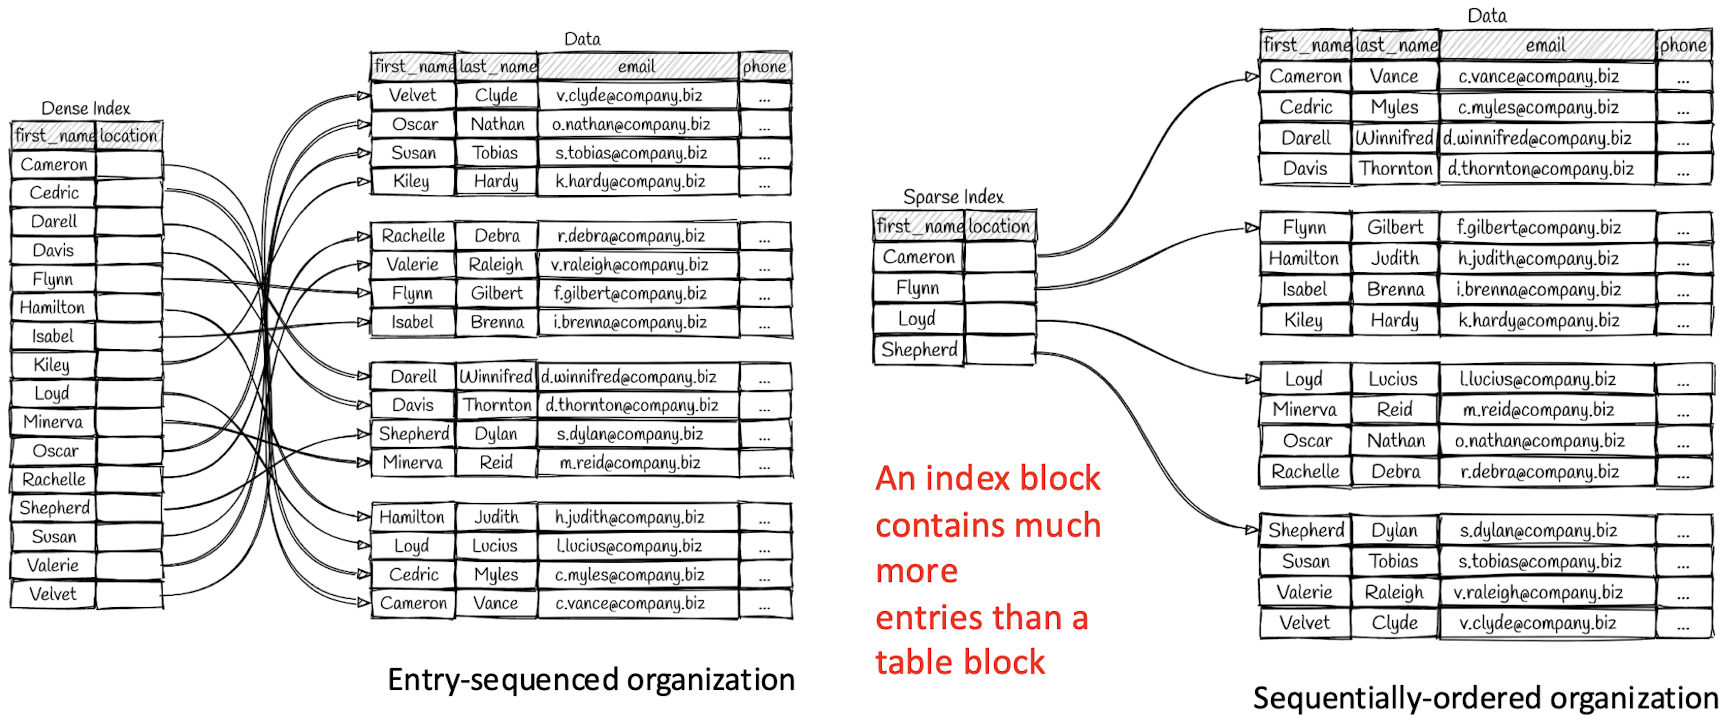 Data
first_name last_name email phone
Velvet Clyde v.clyde@company.biz ...
Oscar Nathan o.nathan@company.biz ...
Susan Tobias s.tobias@company.biz ...
Kiley Hardy k.hardy@company.biz ...
Rachelle Debra r.debra@company.biz ...
Valerie Raleigh v.raleigh@company.biz ...
Flynn Gilbert f.gilbert@company.biz ...
Isabel Brenna i.brenna@company.biz ...
Darell Winnifred d.winnifred@company.biz ...
Davis Thornton d.thornton@company.biz ...
Shepherd Dylan s.dylan@company.biz ...
Minerva Reid m.reid@company.biz ...
Hamilton Judith h.judith@company.biz ...
Loyd Lucius l.lucius@company.biz ...
Cedric Myles c.myles@company.biz ...
Cameron Vance c.vance@company.biz ...
Dense Index
first_name location
Cameron
Cedric
Darell
Davis
Flynn
Hamilton
Isabel
Kiley
Loyd
Minerva
Oscar
Rachelle
Shepherd
Susan
Valerie
Velvet
Entry-sequenced organization
Sparse Index
first_name location
Cameron
Flynn
Loyd
Shepherd
An index block
contains much
more
entries than a
table block
Data
first_name last_name email phone
Cameron Vance c.vance@company.biz ...
Cedric Myles c.myles@company.biz ...
Darell Winnifred d.winnifred@company.biz ...
Davis Thornton d.thornton@company.biz ...
Flynn Gilbert f.gilbert@company.biz ...
Hamilton Judith h.judith@company.biz ...
Isabel Brenna i.brenna@company.biz ...
Kiley Hardy k.hardy@company.biz ...
Loyd Lucius l.lucius@company.biz ...
Minerva Reid m.reid@company.biz ...
Oscar Nathan o.nathan@company.biz ...
Rachelle Debra r.debra@company.biz ...
Shepherd Dylan s.dylan@company.biz ...
Susan Tobias s.tobias@company.biz ...
Valerie Raleigh v.raleigh@company.biz ...
Velvet Clyde v.clyde@company.biz ...
Sequentially-ordered organization